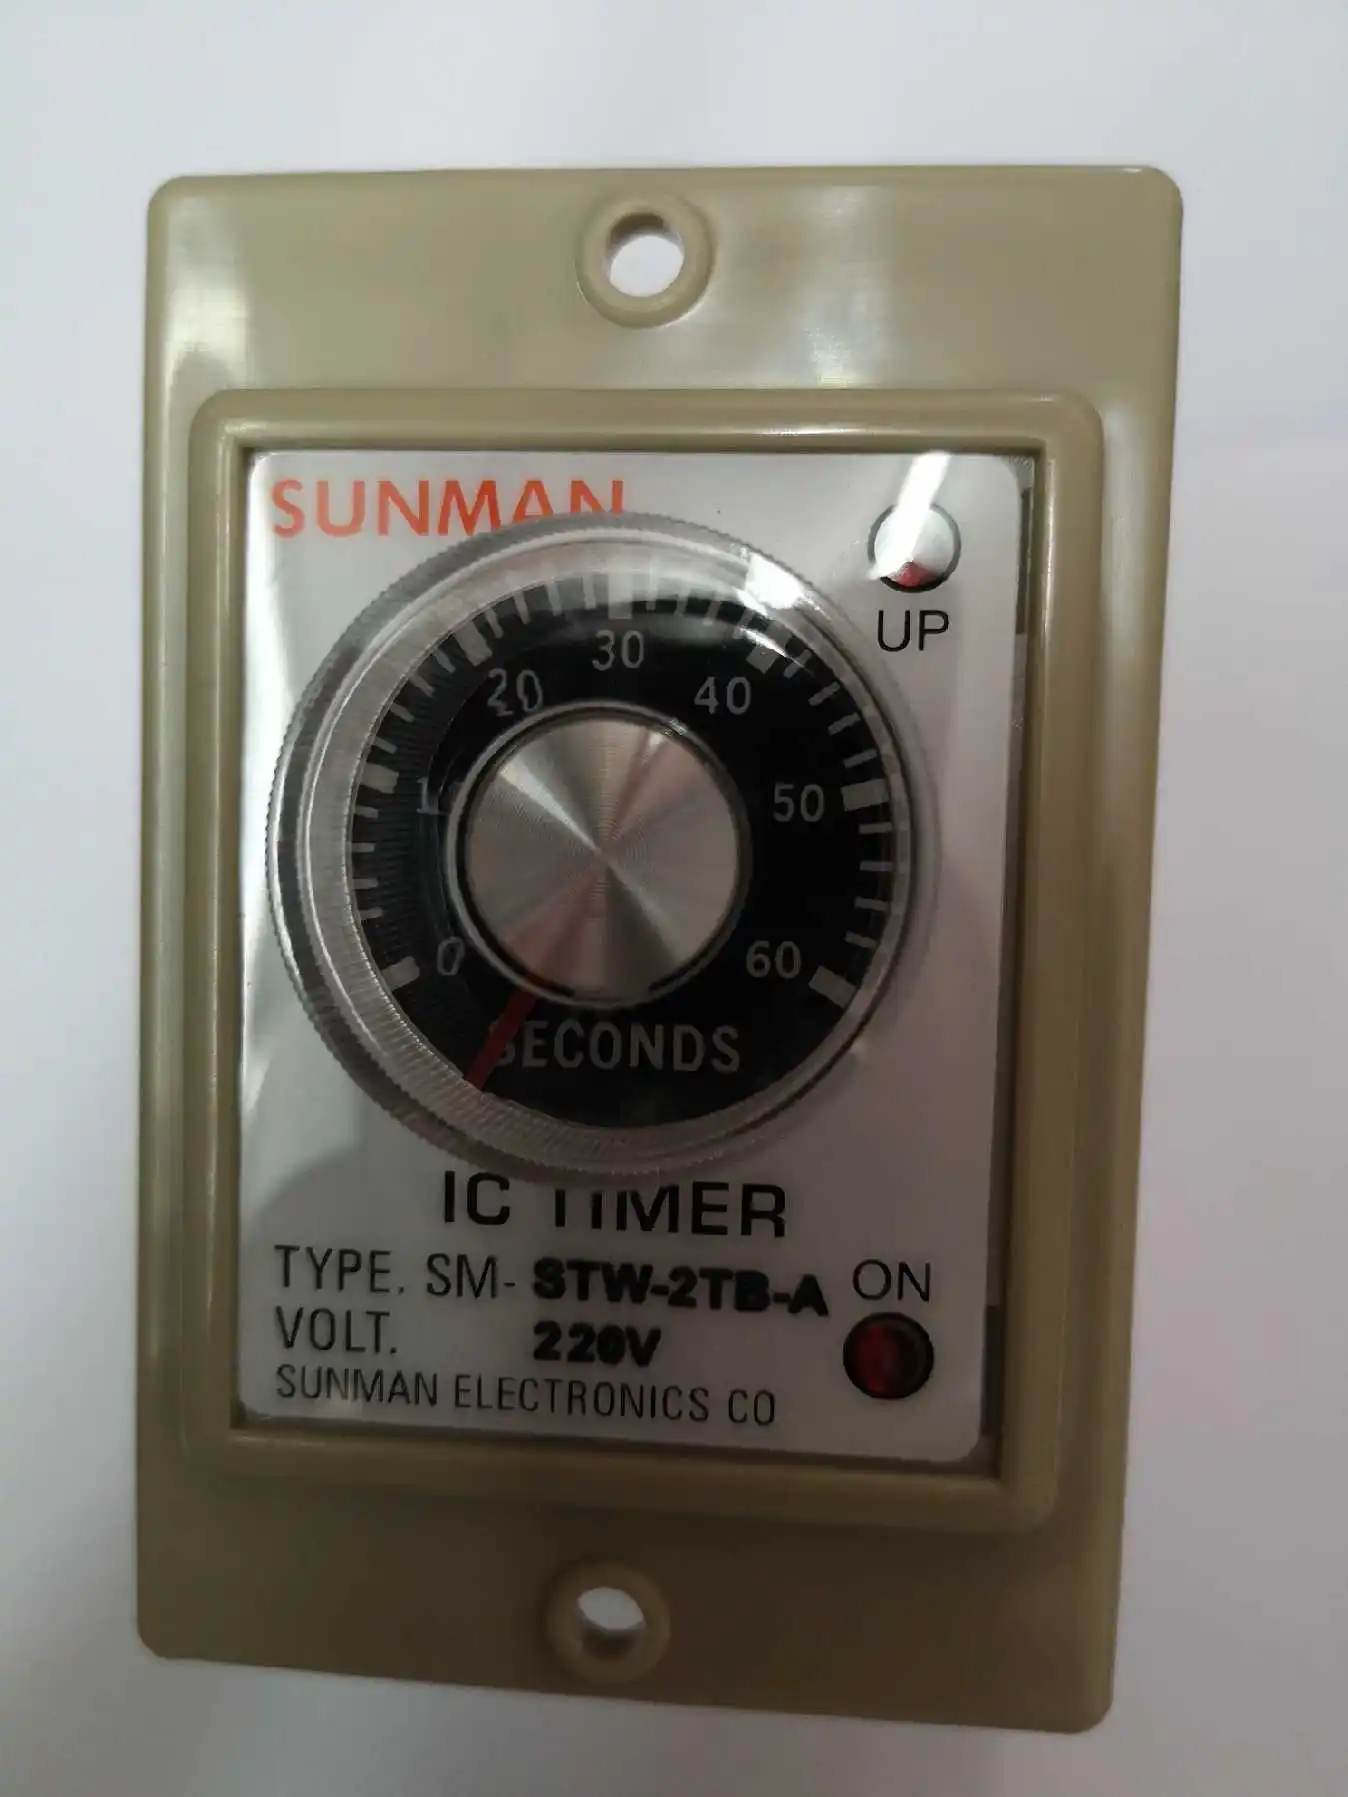 SUNMAN
UP
0 10 20 30 40 50 60
SECONDS
IC TIMER
TYPE. SM- STW-2TB-A
ON
VOLT. 220V
SUNMAN ELECTRONICS CO